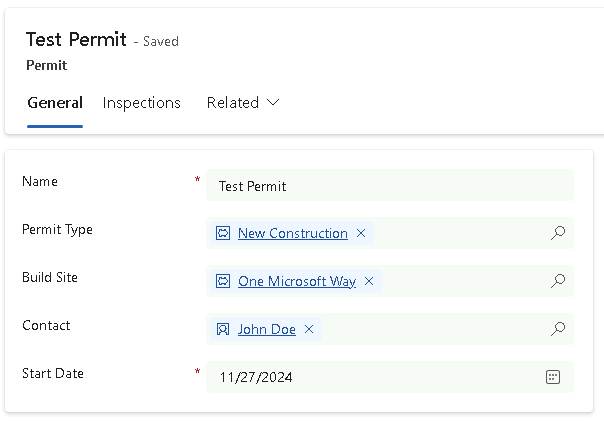 Test Permit - Saved
Permit
General Inspections Related
Name * Test Permit
Permit Type New Construction
Build Site One Microsoft Way
Contact John Doe
Start Date * 11/27/2024